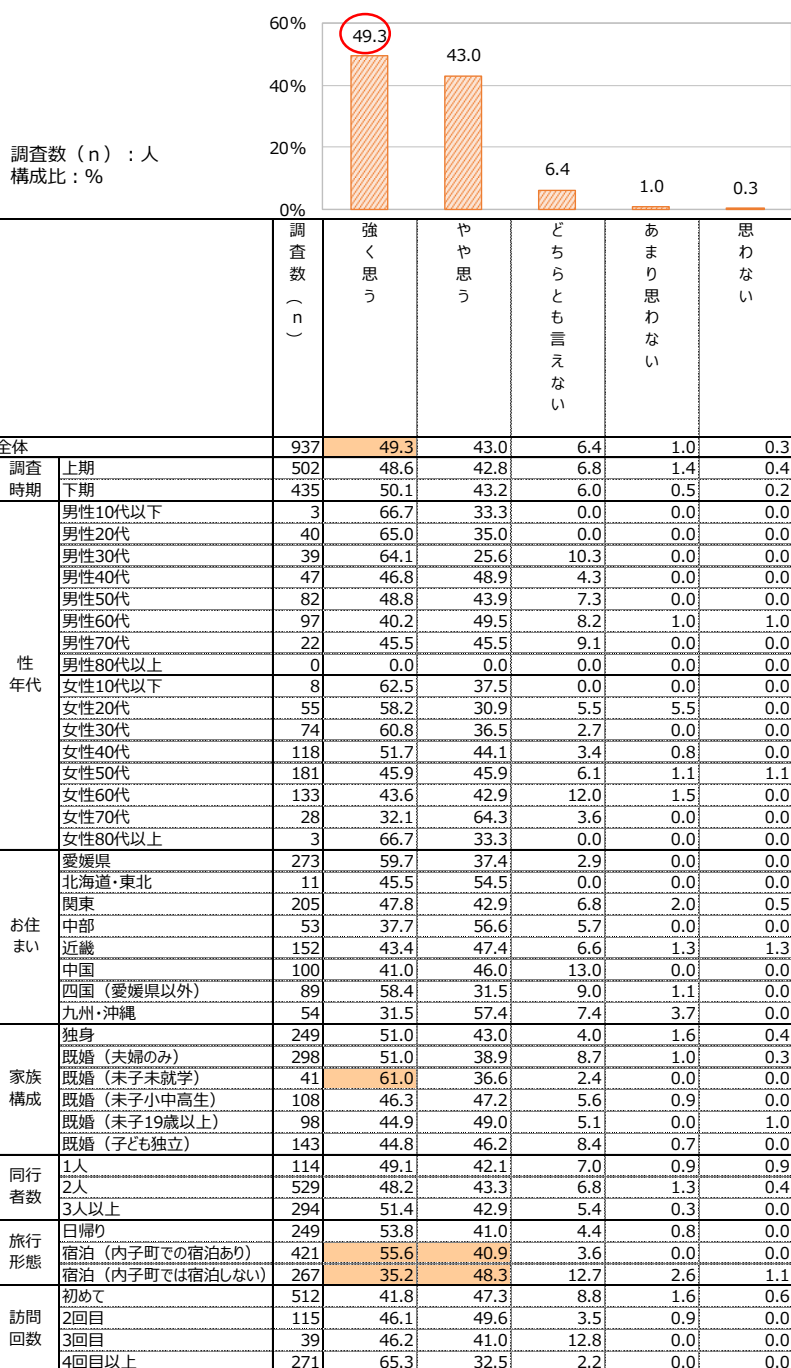 60%
49.3
43.0
40%
20%
6.4
1.0
0.3
0%
調査数（n）：人
構成比：%
調査数（n） 強く思う やや思う どちらとも言えない あまり思わない 思わない
全体 937 49.3 43.0 6.4 1.0 0.3
調査時期 上期 502 48.6 42.8 6.8 1.4 0.4
下期 435 50.1 43.2 6.0 0.5 0.2
性年代 男性10代以下 3 66.7 33.3 0.0 0.0 0.0
男性20代 40 65.0 35.0 0.0 0.0 0.0
男性30代 39 64.1 25.6 10.3 0.0 0.0
男性40代 47 46.8 48.9 4.3 0.0 0.0
男性50代 82 48.8 43.9 7.3 0.0 0.0
男性60代 97 40.2 49.5 8.2 1.0 1.0
男性70代 22 45.5 45.5 9.1 0.0 0.0
男性80代以上 0 0.0 0.0 0.0 0.0 0.0
女性10代以下 8 62.5 37.5 0.0 0.0 0.0
女性20代 55 58.2 30.9 5.5 5.5 0.0
女性30代 74 60.8 36.5 2.7 0.0 0.0
女性40代 118 51.7 44.1 3.4 0.8 0.0
女性50代 181 45.9 45.9 6.1 1.1 1.1
女性60代 133 43.6 42.9 12.0 1.5 0.0
女性70代 28 32.1 64.3 3.6 0.0 0.0
女性80代以上 3 66.7 33.3 0.0 0.0 0.0
お住まい 愛媛県 273 59.7 37.4 2.9 0.0 0.0
北海道・東北 11 45.5 54.5 0.0 0.0 0.0
関東 205 47.8 42.9 6.8 2.0 0.5
中部 53 37.7 56.6 5.7 0.0 0.0
近畿 152 43.4 47.4 6.6 1.3 1.3
中国 100 41.0 46.0 13.0 0.0 0.0
四国（愛媛県以外） 89 58.4 31.5 9.0 1.1 0.0
九州・沖縄 54 31.5 57.4 7.4 3.7 0.0
家族構成 独身 249 51.0 43.0 4.0 1.6 0.4
既婚（夫婦のみ） 298 51.0 38.9 8.7 1.0 0.3
既婚（末子未就学） 41 61.0 36.6 2.4 0.0 0.0
既婚（末子小中高生） 108 46.3 47.2 5.6 0.9 0.0
既婚（末子19歳以上） 98 44.9 49.0 5.1 0.0 1.0
既婚（子ども独立） 143 44.8 46.2 8.4 0.7 0.0
同行者数 1人 114 49.1 42.1 7.0 0.9 0.9
2人 529 48.2 43.3 6.8 1.3 0.4
3人以上 294 51.4 42.9 5.4 0.3 0.0
旅行形態 日帰り 249 53.8 41.0 4.4 0.8 0.0
宿泊（内子町での宿泊あり） 421 55.6 40.9 3.6 0.0 0.0
宿泊（内子町では宿泊しない） 267 35.2 48.3 12.7 2.6 1.1
訪問回数 初めて 512 41.8 47.3 8.8 1.6 0.6
2回目 115 46.1 49.6 3.5 0.9 0.0
3回目 39 46.2 41.0 12.8 0.0 0.0
4回目以上 271 65.3 32.5 2.2 0.0 0.0